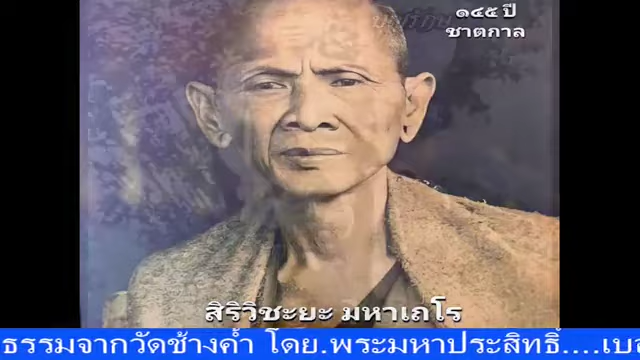 ๑๔๕ ปี
ชาตกาล
สิริวิชะยะ มหาเถโร
ธรรมจากวัดช้างค้ำ โดย.พระมหาประสิทธิ์....เบ